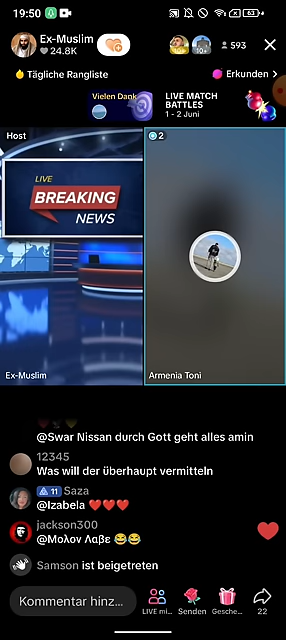 19:50
63
Ex-Muslim
24.8K
10+
593
Tägliche Rangliste
Erkunden
Vielen Dank
LIVE MATCH
BATTLES
1 - 2 Juni
Host
2
LIVE
BREAKING
NEWS
Ex-Muslim
Armenia Toni
@Swar Nissan durch Gott geht alles amin
12345
Was will der überhaupt vermitteln
11 Saza
@Izabela ❤️❤️❤️
jackson300
@Μολον Λαβε 😂😂
Samson ist beigetreten
Kommentar hinz...
LIVE mi...
Senden
Gesche...
22